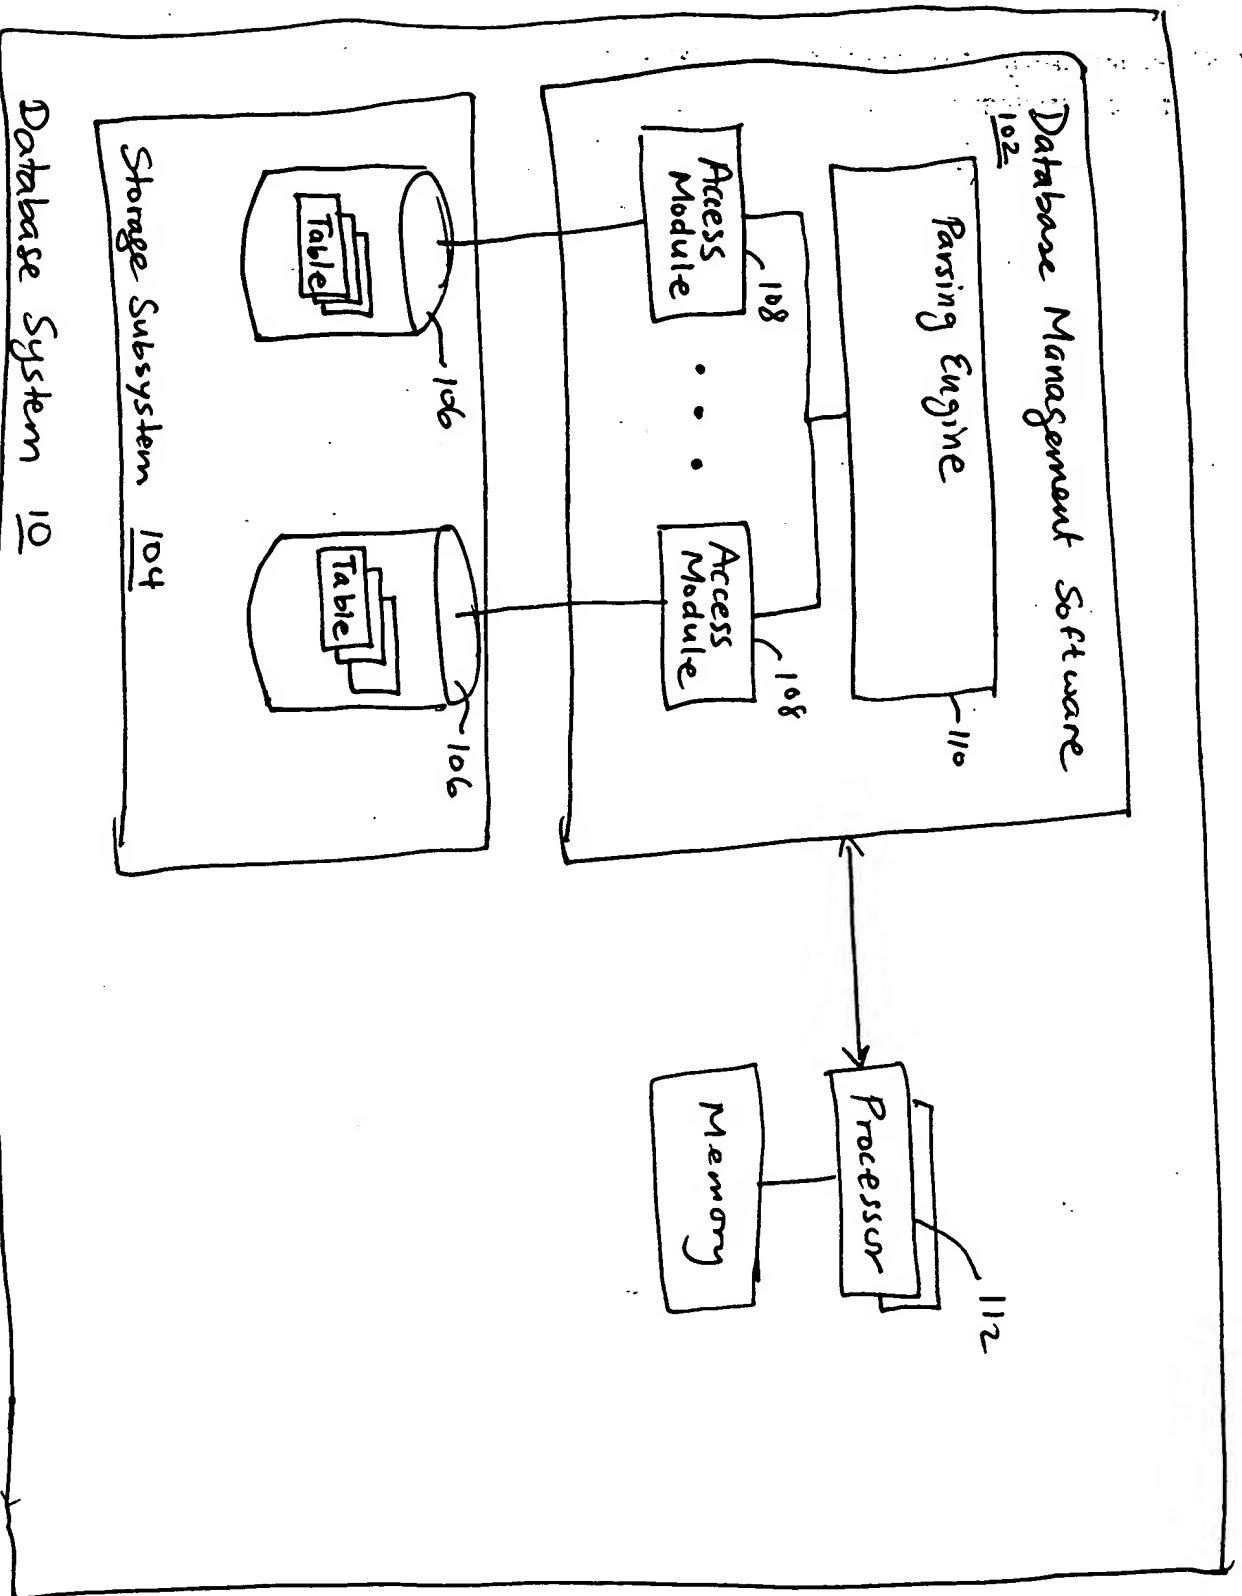 Database Management Software
102
Parsing Engine
110
Access
Module
108
Access
Module
108
106
106
Table
Table
Storage Subsystem 104
Database System 10
112
Processor
Memory